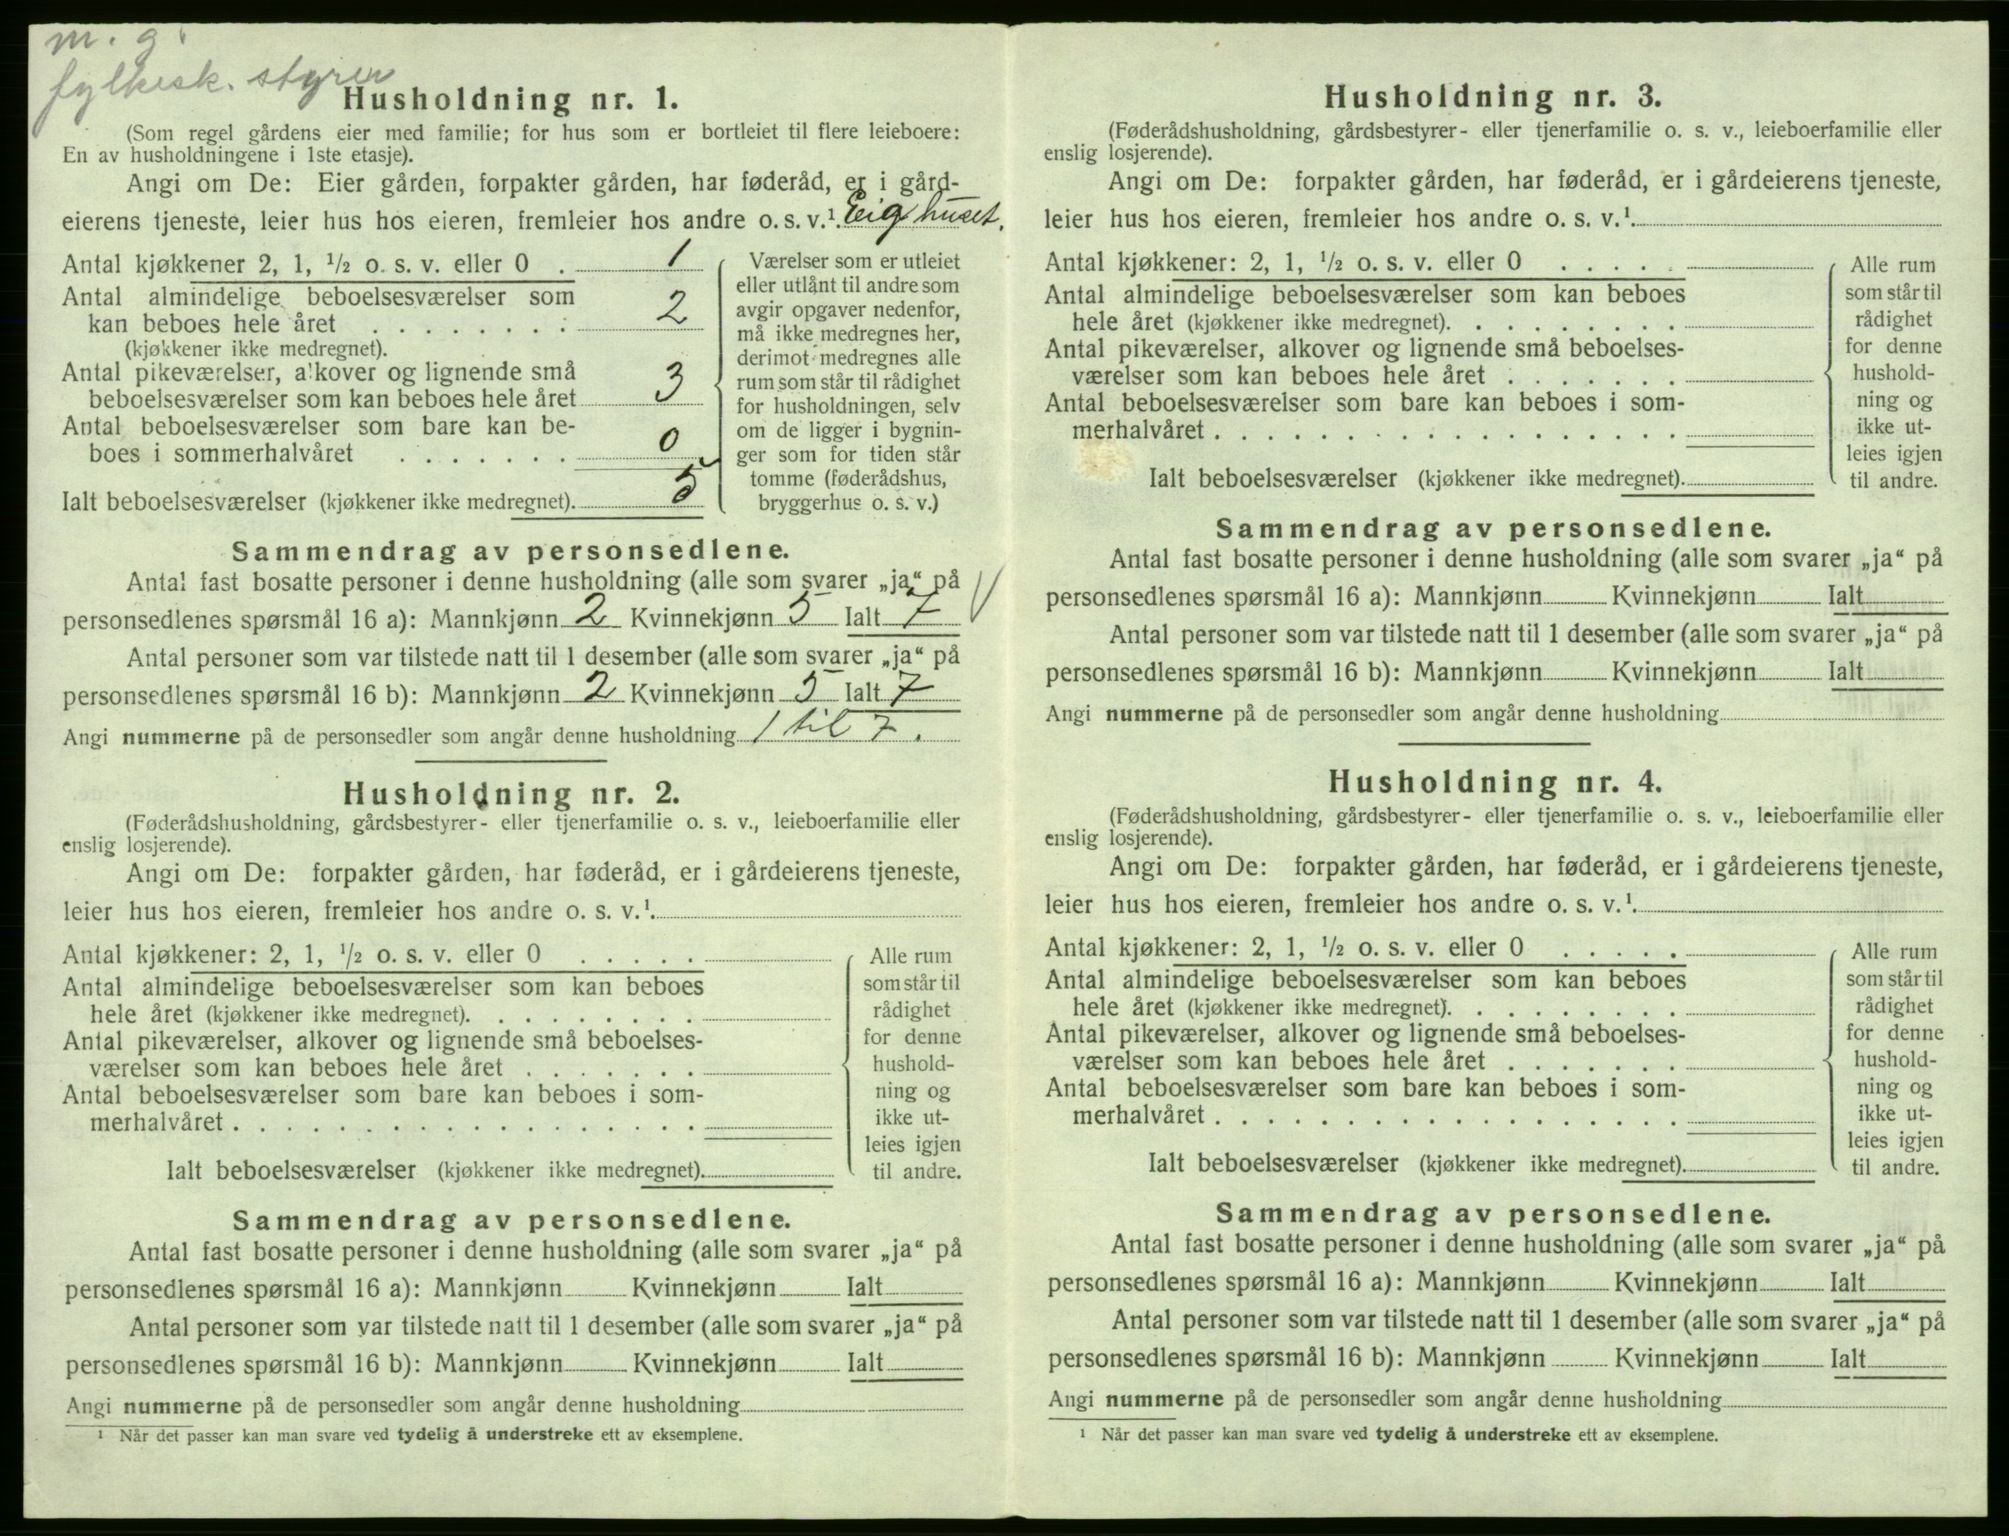 m. g.
fylkesk. styrer
Husholdning nr. 1.
(Som regel gårdens eier med familie; for hus som er bortleiet til flere leieboere:
En av husholdningene i 1ste etasje).
Angi om De: Eier gården, forpakter gården, har føderåd, er i gård-
eierens tjeneste, leier hus hos eieren, fremleier hos andre o. s. v.¹. Eig huset.
Antal kjøkkener 2, 1, ½ o. s. v. eller 0 . 1
Antal almindelige beboelsesværelser som
kan beboes hele året . . . . . . . . 2
(kjøkkener ikke medregnet).
Antal pikeværelser, alkover og lignende små
beboelsesværelser som kan beboes hele året 3
Antal beboelsesværelser som bare kan be-
boes i sommerhalvåret . . . . . . . 0
Ialt beboelsesværelser (kjøkkener ikke medregnet). 5
Værelser som er utleiet
eller utlånt til andre som
avgir opgaver nedenfor,
må ikke medregnes her,
derimot medregnes alle
rum som står til rådighet
for husholdningen, selv
om de ligger i bygnin-
ger som for tiden står
tomme (føderådshus,
bryggerhus o. s. v.)
Sammendrag av personsedlene.
Antal fast bosatte personer i denne husholdning (alle som svarer „ja“ på
personsedlenes spørsmål 16 a): Mannkjønn 2 Kvinnekjønn 5 Ialt 7 V
Antal personer som var tilstede natt til 1 desember (alle som svarer „ja“ på
personsedlenes spørsmål 16 b): Mannkjønn 2 Kvinnekjønn 5 Ialt 7
Angi nummerne på de personsedler som angår denne husholdning 1 til 7.
Husholdning nr. 2.
(Føderådshusholdning, gårdsbestyrer- eller tjenerfamilie o. s. v., leieboerfamilie eller
enslig losjerende).
Angi om De: forpakter gården, har føderåd, er i gårdeierens tjeneste,
leier hus hos eieren, fremleier hos andre o. s. v.¹.
Antal kjøkkener: 2, 1, ½ o. s. v. eller 0 . . . . .
Antal almindelige beboelsesværelser som kan beboes
hele året (kjøkkener ikke medregnet). . . . . . . . .
Antal pikeværelser, alkover og lignende små beboelses-
værelser som kan beboes hele året . . . . . . .
Antal beboelsesværelser som bare kan beboes i som-
merhalvåret . . . . . . . . . . . . . . . . . .
Ialt beboelsesværelser (kjøkkener ikke medregnet).
Alle rum
som står til
rådighet
for denne
hushold-
ning og
ikke ut-
leies igjen
til andre.
Sammendrag av personsedlene.
Antal fast bosatte personer i denne husholdning (alle som svarer „ja“ på
personsedlenes spørsmål 16 a): Mannkjønn Kvinnekjønn Ialt
Antal personer som var tilstede natt til 1 desember (alle som svarer „ja“ på
personsedlenes spørsmål 16 b): Mannkjønn Kvinnekjønn Ialt
Angi nummerne på de personsedler som angår denne husholdning
¹ Når det passer kan man svare ved tydelig å understreke ett av eksemplene.
Husholdning nr. 3.
(Føderådshusholdning, gårdsbestyrer- eller tjenerfamilie o. s. v., leieboerfamilie eller
enslig losjerende).
Angi om De: forpakter gården, har føderåd, er i gårdeierens tjeneste,
leier hus hos eieren, fremleier hos andre o. s. v.¹.
Antal kjøkkener: 2, 1, ½ o. s. v. eller 0 . . . . .
Antal almindelige beboelsesværelser som kan beboes
hele året (kjøkkener ikke medregnet). . . . . . . . .
Antal pikeværelser, alkover og lignende små beboelses-
værelser som kan beboes hele året . . . . . . .
Antal beboelsesværelser som bare kan beboes i som-
merhalvåret . . . . . . . . . . . . . . . . . .
Ialt beboelsesværelser (kjøkkener ikke medregnet).
Alle rum
som står til
rådighet
for denne
hushold-
ning og
ikke ut-
leies igjen
til andre.
Sammendrag av personsedlene.
Antal fast bosatte personer i denne husholdning (alle som svarer „ja“ på
personsedlenes spørsmål 16 a): Mannkjønn Kvinnekjønn Ialt
Antal personer som var tilstede natt til 1 desember (alle som svarer „ja“ på
personsedlenes spørsmål 16 b): Mannkjønn Kvinnekjønn Ialt
Angi nummerne på de personsedler som angår denne husholdning
Husholdning nr. 4.
(Føderådshusholdning, gårdsbestyrer- eller tjenerfamilie o. s. v., leieboerfamilie eller
enslig losjerende).
Angi om De: forpakter gården, har føderåd, er i gårdeierens tjeneste,
leier hus hos eieren, fremleier hos andre o. s. v.¹.
Antal kjøkkener: 2, 1, ½ o. s. v. eller 0 . . . . .
Antal almindelige beboelsesværelser som kan beboes
hele året (kjøkkener ikke medregnet). . . . . . . . .
Antal pikeværelser, alkover og lignende små beboelses-
værelser som kan beboes hele året . . . . . . .
Antal beboelsesværelser som bare kan beboes i som-
merhalvåret . . . . . . . . . . . . . . . . . .
Ialt beboelsesværelser (kjøkkener ikke medregnet).
Alle rum
som står til
rådighet
for denne
hushold-
ning og
ikke ut-
leies igjen
til andre.
Sammendrag av personsedlene.
Antal fast bosatte personer i denne husholdning (alle som svarer „ja“ på
personsedlenes spørsmål 16 a): Mannkjønn Kvinnekjønn Ialt
Antal personer som var tilstede natt til 1 desember (alle som svarer „ja“ på
personsedlenes spørsmål 16 b): Mannkjønn Kvinnekjønn Ialt
Angi nummerne på de personsedler som angår denne husholdning
¹ Når det passer kan man svare ved tydelig å understreke ett av eksemplene.